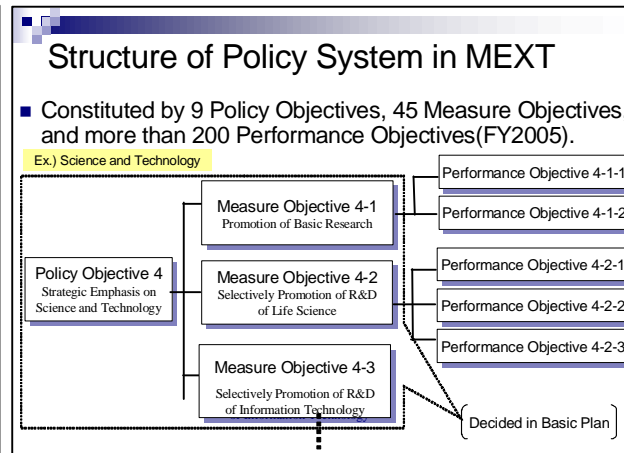 Structure of Policy System in MEXT
Constituted by 9 Policy Objectives, 45 Measure Objectives,
and more than 200 Performance Objectives(FY2005).
Ex.) Science and Technology
Policy Objective 4
Strategic Emphasis on
Science and Technology
Measure Objective 4-1
Promotion of Basic Research
Measure Objective 4-2
Selectively Promotion of R&D
of Life Science
Measure Objective 4-3
Selectively Promotion of R&D
of Information Technology
Performance Objective 4-1-1
Performance Objective 4-1-2
Performance Objective 4-2-1
Performance Objective 4-2-2
Performance Objective 4-2-3
Decided in Basic Plan